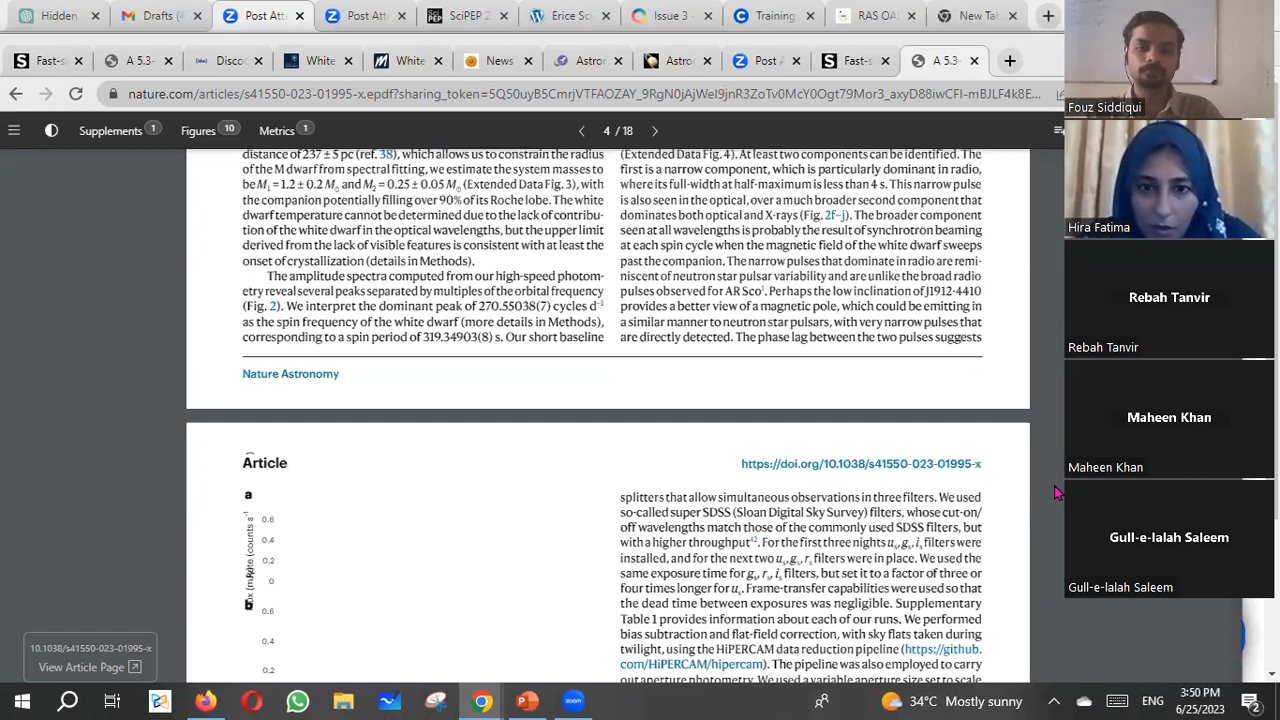 Hidden
Drafts (4
Post Att
Post Att
SciPEP 2
Erice Sc
Issue 3 -
Training
RAS OA
New Tab
Fast-s
A 5.3-
Disco
White
White
News
Astro
Astro
Post A
Fast-s
A 5.3-
nature.com/articles/s41550-023-01995-x.epdf?sharing_token=
Supplements 1
Figures 10
Metrics 1
4 / 18
distance of 237 ± 5 pc (ref. 38), which allows us to constrain the radius
of the M dwarf from spectral fitting, we estimate the system masses to
be M₁ = 1.2 ± 0.2 M⊙ and M₂ = 0.25 ± 0.05 M⊙ (Extended Data Fig. 3), with
the companion potentially filling over 90% of its Roche lobe. The white
dwarf temperature cannot be determined due to the lack of contribu-
tion of the white dwarf in the optical wavelengths, but the upper limit
derived from the lack of visible features is consistent with at least the
onset of crystallization (details in Methods).
The amplitude spectra computed from our high-speed photom-
etry reveal several peaks separated by multiples of the orbital frequency
(Fig. 2). We interpret the dominant peak of 270.55038(7) cycles d⁻¹
as the spin frequency of the white dwarf (more details in Methods),
corresponding to a spin period of 319.34903(8) s. Our short baseline
(Extended Data Fig. 4). At least two components can be identified. The
first is a narrow component, which is particularly dominant in radio,
where its full-width at half-maximum is less than 4 s. This narrow pulse
is also seen in the optical, over a much broader second component that
dominates both optical and X-rays (Fig. 2f–j). The broader component
seen at all wavelengths is probably the result of synchrotron beaming
at each spin cycle when the magnetic field of the white dwarf sweeps
past the companion. The narrow pulses that dominate in radio are remi-
niscent of neutron star pulsar variability and are unlike the broad radio
pulses observed for AR Sco¹. Perhaps the low inclination of J1912-4410
provides a better view of a magnetic pole, which could be emitting in
a similar manner to neutron star pulsars, with very narrow pulses that
are directly detected. The phase lag between the two pulses suggests
Nature Astronomy
Article
https://doi.org/10.1038/s41550-023-01995-x
a
0.6
0.4
0.2
0
b
0.6
0.4
0.2
splitters that allow simultaneous observations in three filters. We used
so-called super SDSS (Sloan Digital Sky Survey) filters, whose cut-on/
off wavelengths match those of the commonly used SDSS filters, but
with a higher throughput⁴². For the first three nights uₛ, gₛ, iₛ filters were
installed, and for the next two uₛ, gₛ, rₛ filters were in place. We used the
same exposure time for gₛ, rₛ, iₛ filters, but set it to a factor of three or
four times longer for uₛ. Frame-transfer capabilities were used so that
the dead time between exposures was negligible. Supplementary
Table 1 provides information about each of our runs. We performed
bias subtraction and flat-field correction, with sky flats taken during
twilight, using the HiPERCAM data reduction pipeline (https://github.
com/HiPERCAM/hipercam). The pipeline was also employed to carry
out aperture photometry. We used a variable aperture size set to scale
10.1038/s41550-023-01995-x
View Article Page
Fouz Siddiqui
Hira Fatima
Rebah Tanvir
Rebah Tanvir
Maheen Khan
Maheen Khan
Gull-e-lalah Saleem
Gull-e-lalah Saleem
34°C Mostly sunny
ENG
3:50 PM
6/25/2023
2